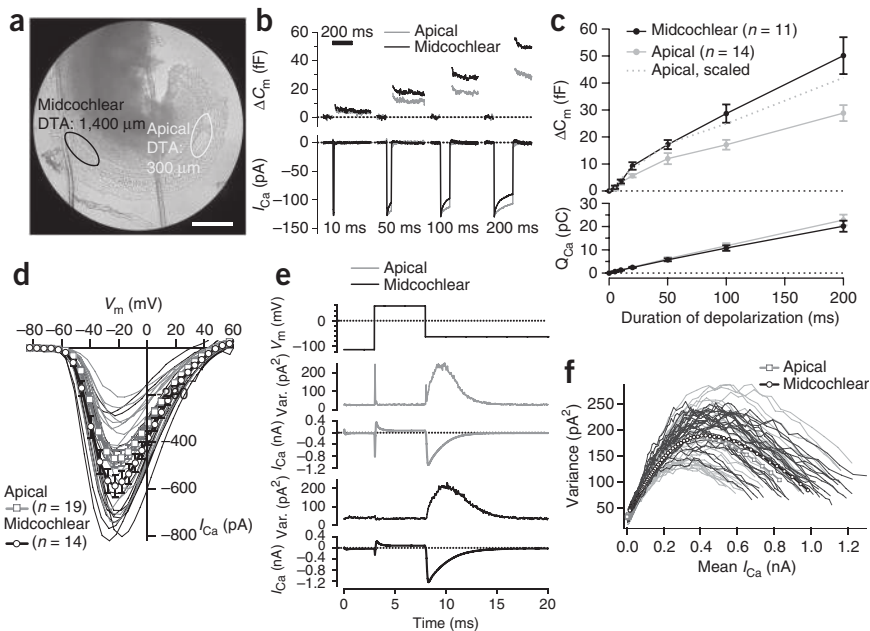 a
Midcochlear
DTA: 1,400 μm
Apical
DTA:
300 μm
b
200 ms
Apical
Midcochlear
ΔCm (fF)
60
40
20
0
ICa (pA)
0
−50
−100
−150
10 ms 50 ms 100 ms 200 ms
c
Midcochlear (n = 11)
Apical (n = 14)
Apical, scaled
ΔCm (fF)
60
50
40
30
20
10
0
QCa (pC)
30
20
10
0
0 50 100 150 200
Duration of depolarization (ms)
d
Vm (mV)
−80 −60 −40 −20 0 20 40 60
−200
−400
−600
−800
ICa (pA)
Apical
(n = 19)
Midcochlear
(n = 14)
e
Apical
Midcochlear
Vm (mV)
0
−100
Var. (pA²)
200
100
0
ICa (nA)
0.4
0
−0.4
−0.8
−1.2
Var. (pA²)
200
100
0
ICa (nA)
0.4
0
−0.4
−0.8
−1.2
0 5 10 15 20
Time (ms)
f
Apical
Midcochlear
Variance (pA²)
250
200
150
100
50
0
0.0 0.2 0.4 0.6 0.8 1.0 1.2
Mean ICa (nA)